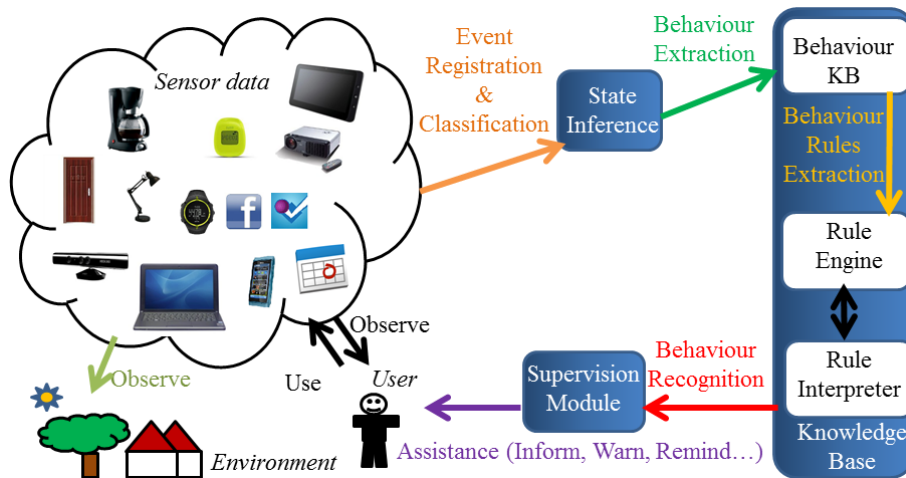 Sensor data
Event
Registration
&
Classification
State
Inference
Behaviour
Extraction
Behaviour
KB
Behaviour
Rules
Extraction
Rule
Engine
Rule
Interpreter
Knowledge
Base
Behaviour
Recognition
Supervision
Module
Assistance (Inform, Warn, Remind…)
Observe
Use
User
Observe
Environment
f